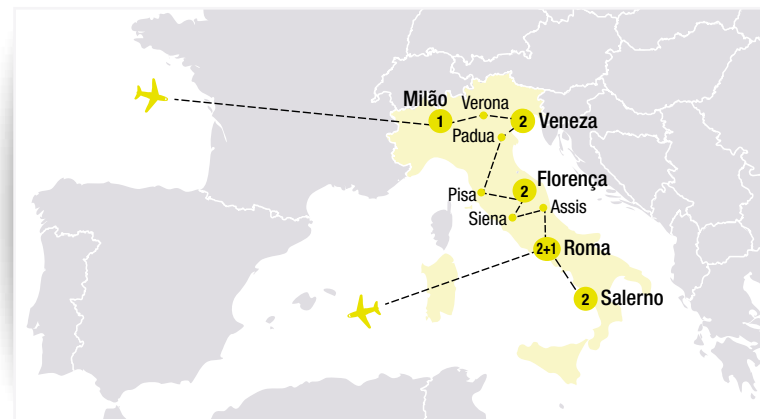 Milão
1
Verona
2 Veneza
Padua
Florença
2
Pisa
Assis
Siena
2+1 Roma
2 Salerno